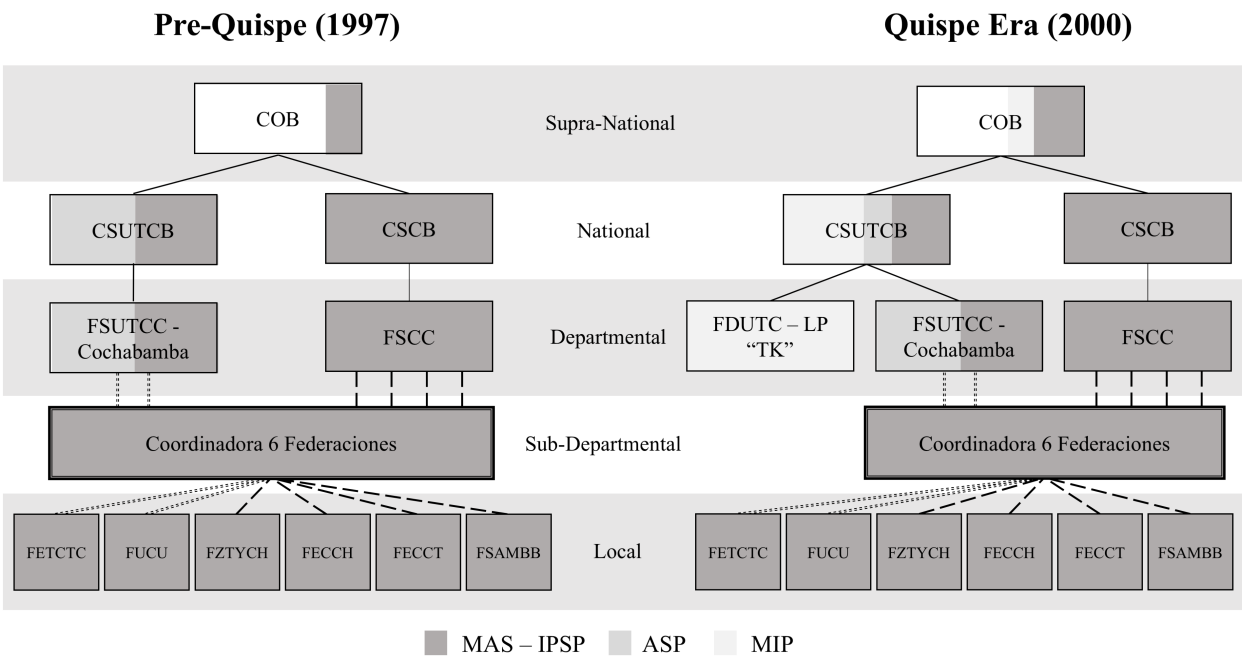 Pre-Quispe (1997)
Quispe Era (2000)
COB
Supra-National
COB
CSUTCB
CSCB
National
CSUTCB
CSCB
FSUTCC -
Cochabamba
FSCC
Departmental
FDUTC – LP
“TK”
FSUTCC -
Cochabamba
FSCC
Coordinadora 6 Federaciones
Sub-Departmental
Coordinadora 6 Federaciones
FETCTC
FUCU
FZTYCH
FECCH
FECCT
FSAMBB
Local
FETCTC
FUCU
FZTYCH
FECCH
FECCT
FSAMBB
MAS – IPSP
ASP
MIP